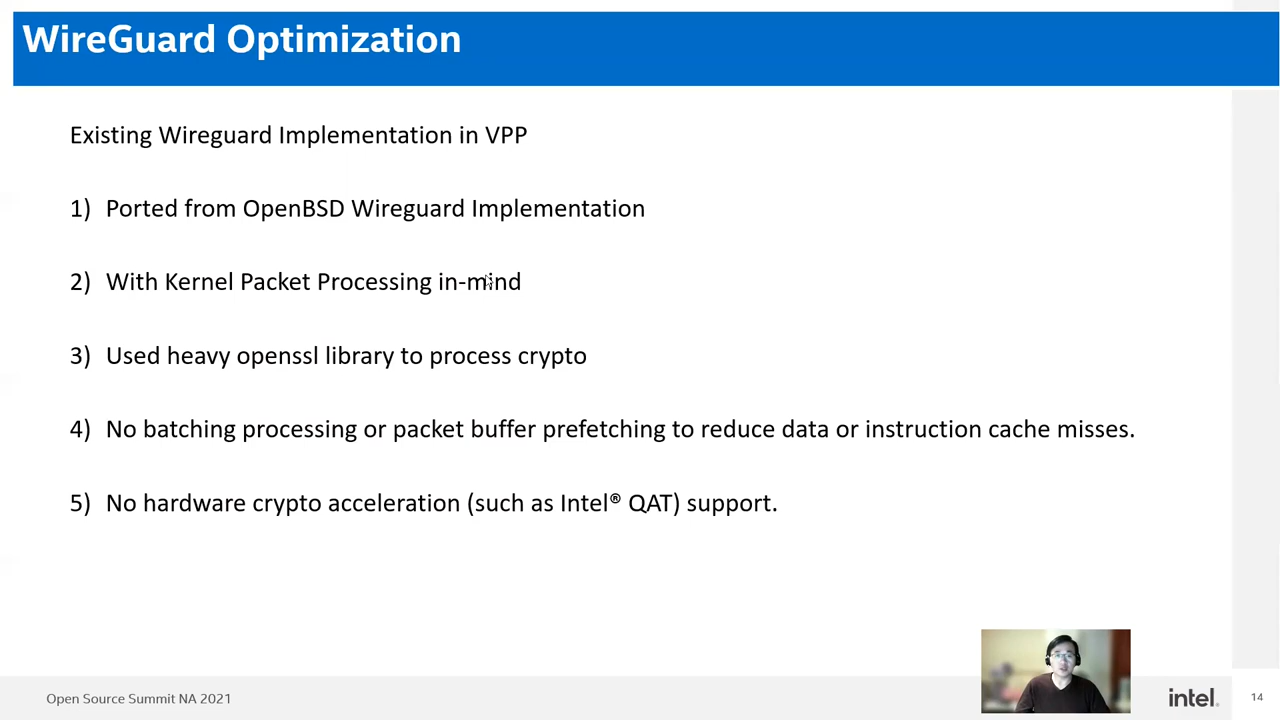 WireGuard Optimization
Existing Wireguard Implementation in VPP
1) Ported from OpenBSD Wireguard Implementation
2) With Kernel Packet Processing in-mind
3) Used heavy openssl library to process crypto
4) No batching processing or packet buffer prefetching to reduce data or instruction cache misses.
5) No hardware crypto acceleration (such as Intel® QAT) support.
Open Source Summit NA 2021
intel.
14